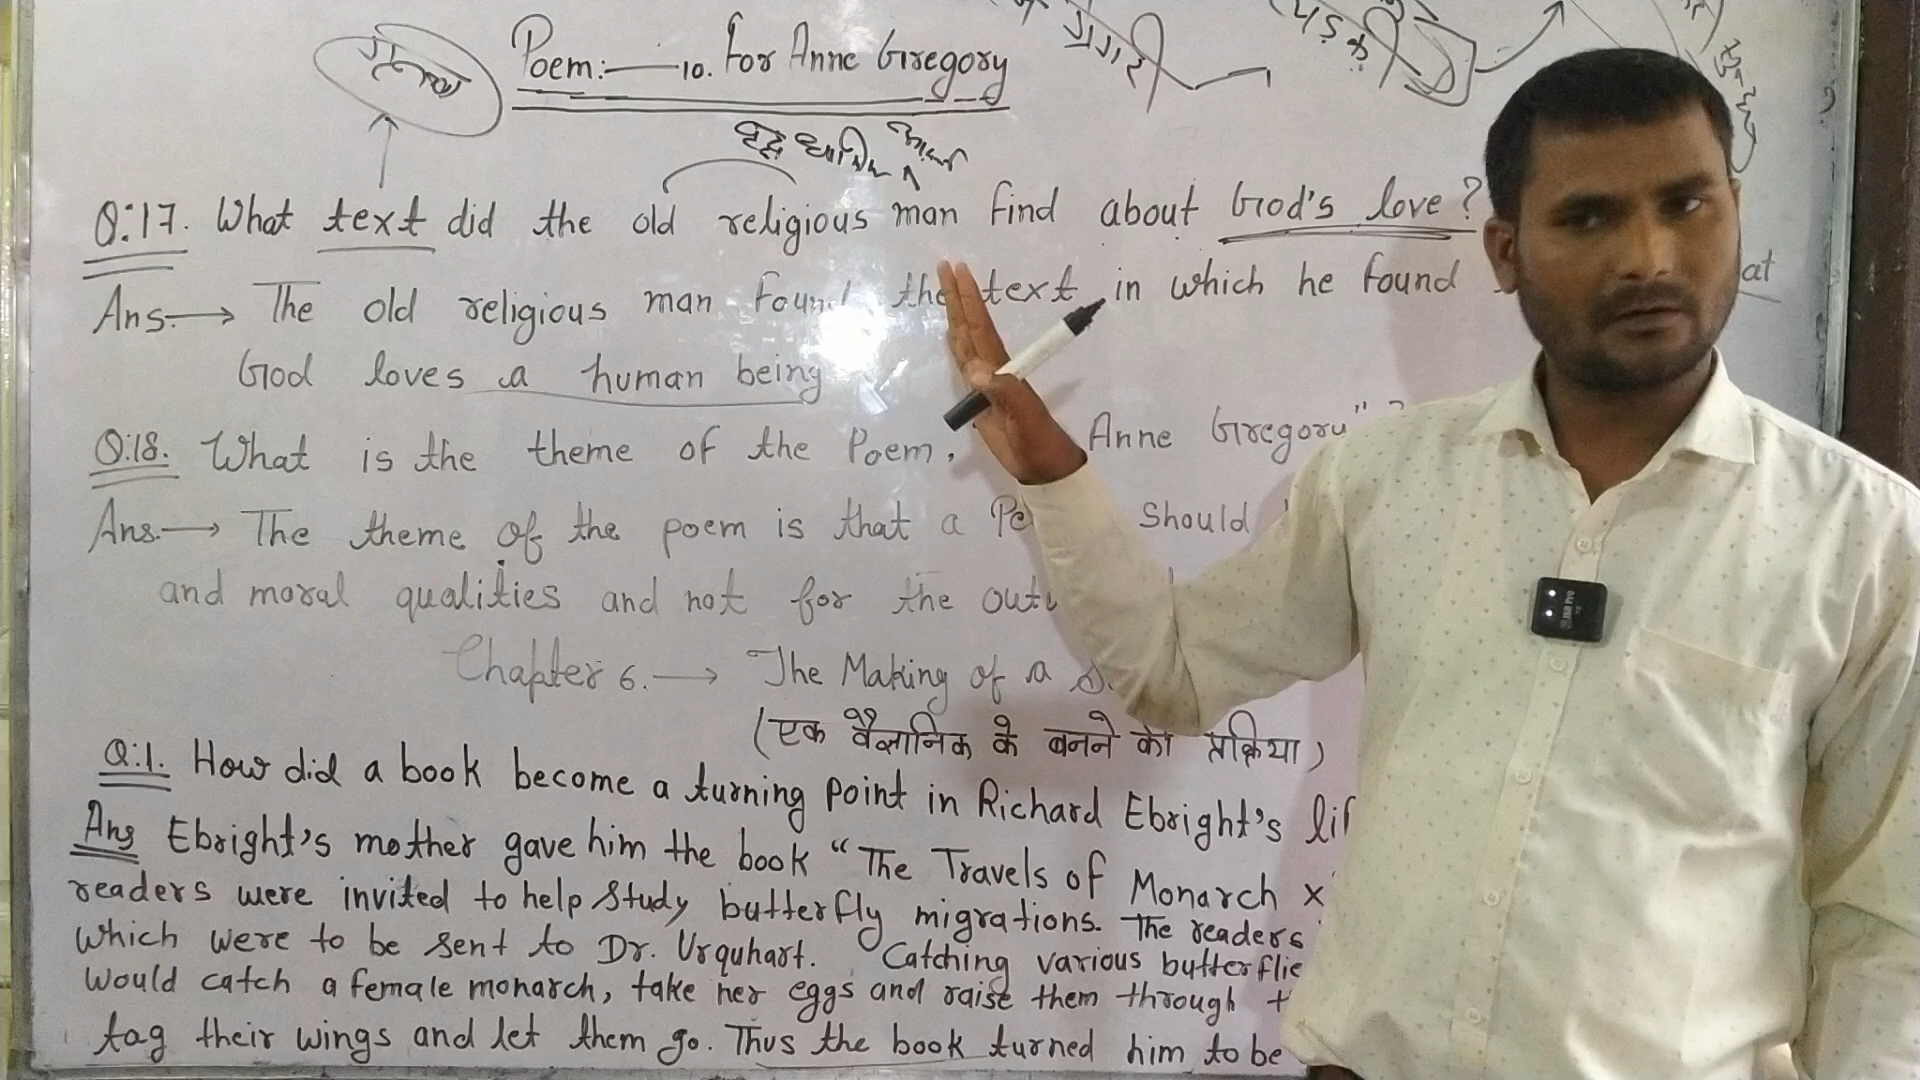 Poem:— 10. For Anne Gregory
वृद्ध धार्मिक आदमी
Q:17. What text did the old religious man find about God's love?
Ans.→ The old religious man found the text in which he found at
God loves a human being
Q.18. What is the theme of the Poem, Anne Gregory"?
Ans.→ The theme of the poem is that a should
and moral qualities and not for the
Chapter 6.→ The Making of a
(एक वैज्ञानिक के बनने का प्रक्रिया)
Q:1. How did a book become a turning point in Richard Ebright's
Ans Ebright's mother gave him the book "The Travels of Monarch X
readers were invited to help study butterfly migrations. The readers
which were to be sent to Dr. Urquhart. Catching various
would catch a female monarch, take her eggs and raise them through
tag their wings and let them go. Thus the book turned him to be